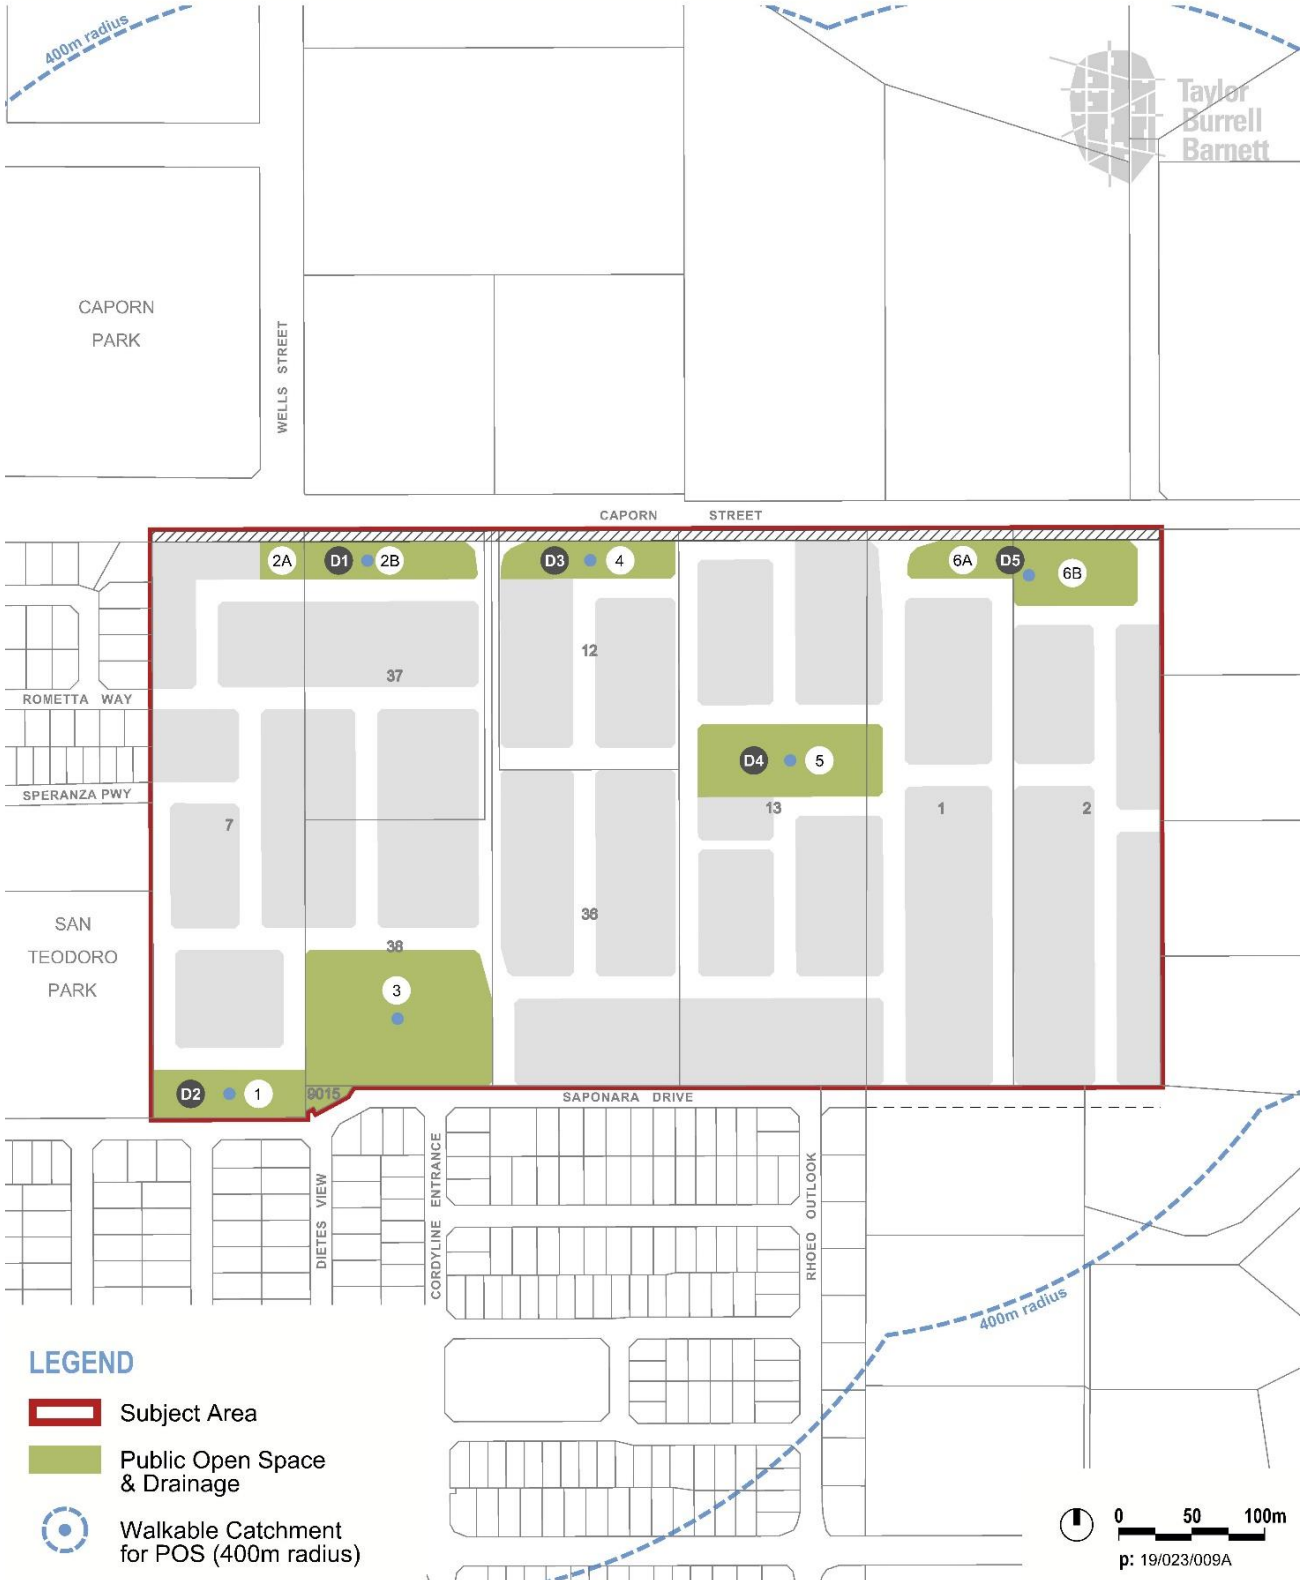 400m radius
Taylor
Burrell
Barnett
CAPORN
PARK
WELLS STREET
CAPORN STREET
2A
D1
2B
D3
4
6A
D5
6B
12
37
ROMETTA WAY
D4
5
SPERANZA PWY
13
1
2
7
SAN
TEODORO
PARK
36
38
3
D2
1
9015
SAPONARA DRIVE
DIETES VIEW
CORDYLINE ENTRANCE
RHOEO OUTLOOK
400m radius
LEGEND
Subject Area
Public Open Space
& Drainage
Walkable Catchment
for POS (400m radius)
0 50 100m
p: 19/023/009A